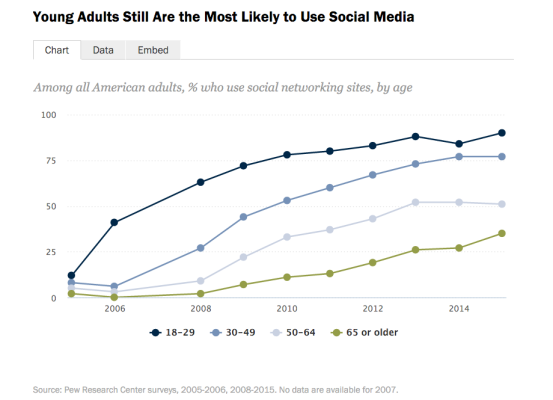 Young Adults Still Are the Most Likely to Use Social Media
Chart Data Embed
Among all American adults, % who use social networking sites, by age
100
75
50
25
0
2006 2008 2010 2012 2014
18-29 30-49 50-64 65 or older
Source: Pew Research Center surveys, 2005-2006, 2008-2015. No data are available for 2007.